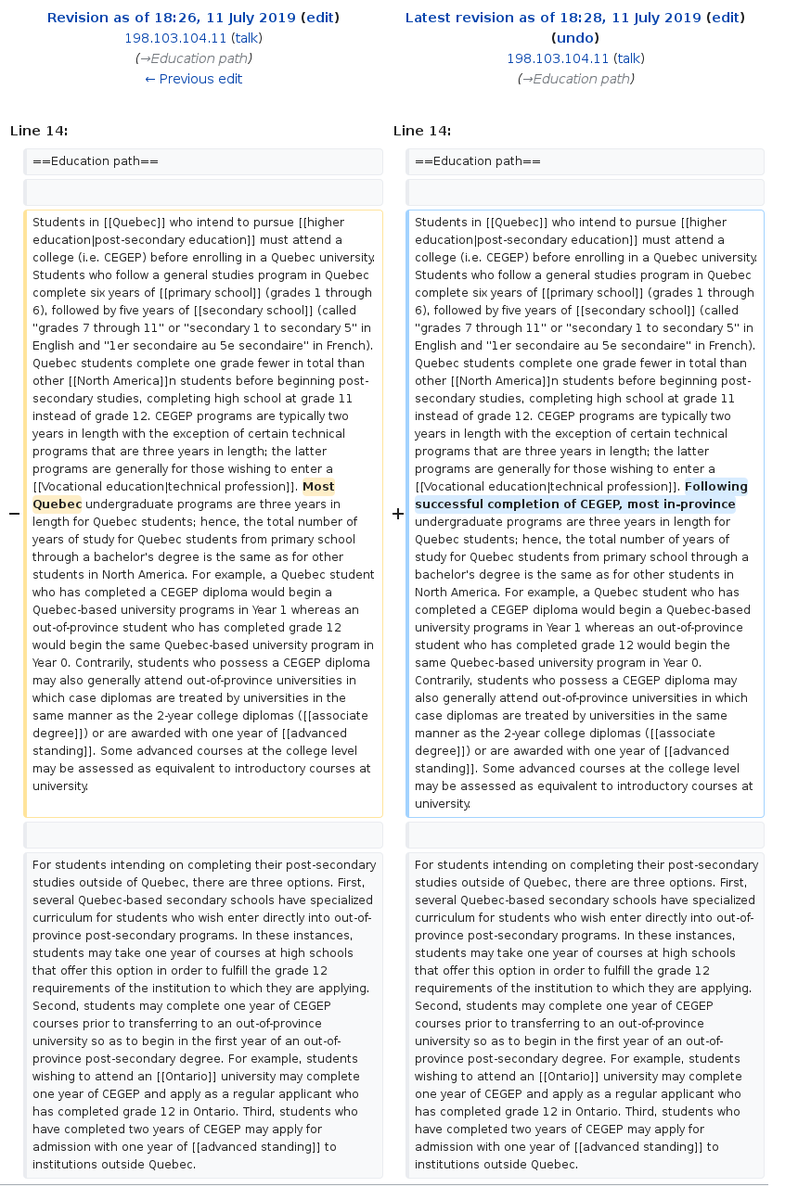 Revision as of 18:26, 11 July 2019 (edit)
198.103.104.11 (talk)
(→Education path)
← Previous edit
Latest revision as of 18:28, 11 July 2019 (edit)
(undo)
198.103.104.11 (talk)
(→Education path)
Line 14:
Line 14:
==Education path==
==Education path==
−
Students in [[Quebec]] who intend to pursue [[higher
education|post-secondary education]] must attend a
college (i.e. CEGEP) before enrolling in a Quebec university.
Students who follow a general studies program in Quebec
complete six years of [[primary school]] (grades 1 through
6), followed by five years of [[secondary school]] (called
"grades 7 through 11" or "secondary 1 to secondary 5" in
English and "1er secondaire au 5e secondaire" in French).
Quebec students complete one grade fewer in total than
other [[North America]]n students before beginning post-
secondary studies, completing high school at grade 11
instead of grade 12. CEGEP programs are typically two
years in length with the exception of certain technical
programs that are three years in length; the latter
programs are generally for those wishing to enter a
[[Vocational education|technical profession]]. Most
Quebec undergraduate programs are three years in
length for Quebec students; hence, the total number of
years of study for Quebec students from primary school
through a bachelor's degree is the same as for other
students in North America. For example, a Quebec student
who has completed a CEGEP diploma would begin a
Quebec-based university programs in Year 1 whereas an
out-of-province student who has completed grade 12
would begin the same Quebec-based university program in
Year 0. Contrarily, students who possess a CEGEP diploma
may also generally attend out-of-province universities in
which case diplomas are treated by universities in the
same manner as the 2-year college diplomas ([[associate
degree]]) or are awarded with one year of [[advanced
standing]]. Some advanced courses at the college level
may be assessed as equivalent to introductory courses at
university.
+
Students in [[Quebec]] who intend to pursue [[higher
education|post-secondary education]] must attend a
college (i.e. CEGEP) before enrolling in a Quebec university.
Students who follow a general studies program in Quebec
complete six years of [[primary school]] (grades 1 through
6), followed by five years of [[secondary school]] (called
"grades 7 through 11" or "secondary 1 to secondary 5" in
English and "1er secondaire au 5e secondaire" in French).
Quebec students complete one grade fewer in total than
other [[North America]]n students before beginning post-
secondary studies, completing high school at grade 11
instead of grade 12. CEGEP programs are typically two
years in length with the exception of certain technical
programs that are three years in length; the latter
programs are generally for those wishing to enter a
[[Vocational education|technical profession]]. Following
successful completion of CEGEP, most in-province
undergraduate programs are three years in length for
Quebec students; hence, the total number of years of
study for Quebec students from primary school through a
bachelor's degree is the same as for other students in
North America. For example, a Quebec student who has
completed a CEGEP diploma would begin a Quebec-based
university programs in Year 1 whereas an out-of-province
student who has completed grade 12 would begin the
same Quebec-based university program in Year 0.
Contrarily, students who possess a CEGEP diploma may
also generally attend out-of-province universities in which
case diplomas are treated by universities in the same
manner as the 2-year college diplomas ([[associate
degree]]) or are awarded with one year of [[advanced
standing]]. Some advanced courses at the college level
may be assessed as equivalent to introductory courses at
university.
For students intending on completing their post-secondary
studies outside of Quebec, there are three options. First,
several Quebec-based secondary schools have specialized
curriculum for students who wish enter directly into out-of-
province post-secondary programs. In these instances,
students may take one year of courses at high schools
that offer this option in order to fulfill the grade 12
requirements of the institution to which they are applying.
Second, students may complete one year of CEGEP
courses prior to transferring to an out-of-province
university so as to begin in the first year of an out-of-
province post-secondary degree. For example, students
wishing to attend an [[Ontario]] university may complete
one year of CEGEP and apply as a regular applicant who
has completed grade 12 in Ontario. Third, students who
have completed two years of CEGEP may apply for
admission with one year of [[advanced standing]] to
institutions outside Quebec.
For students intending on completing their post-secondary
studies outside of Quebec, there are three options. First,
several Quebec-based secondary schools have specialized
curriculum for students who wish enter directly into out-of-
province post-secondary programs. In these instances,
students may take one year of courses at high schools
that offer this option in order to fulfill the grade 12
requirements of the institution to which they are applying.
Second, students may complete one year of CEGEP
courses prior to transferring to an out-of-province
university so as to begin in the first year of an out-of-
province post-secondary degree. For example, students
wishing to attend an [[Ontario]] university may complete
one year of CEGEP and apply as a regular applicant who
has completed grade 12 in Ontario. Third, students who
have completed two years of CEGEP may apply for
admission with one year of [[advanced standing]] to
institutions outside Quebec.